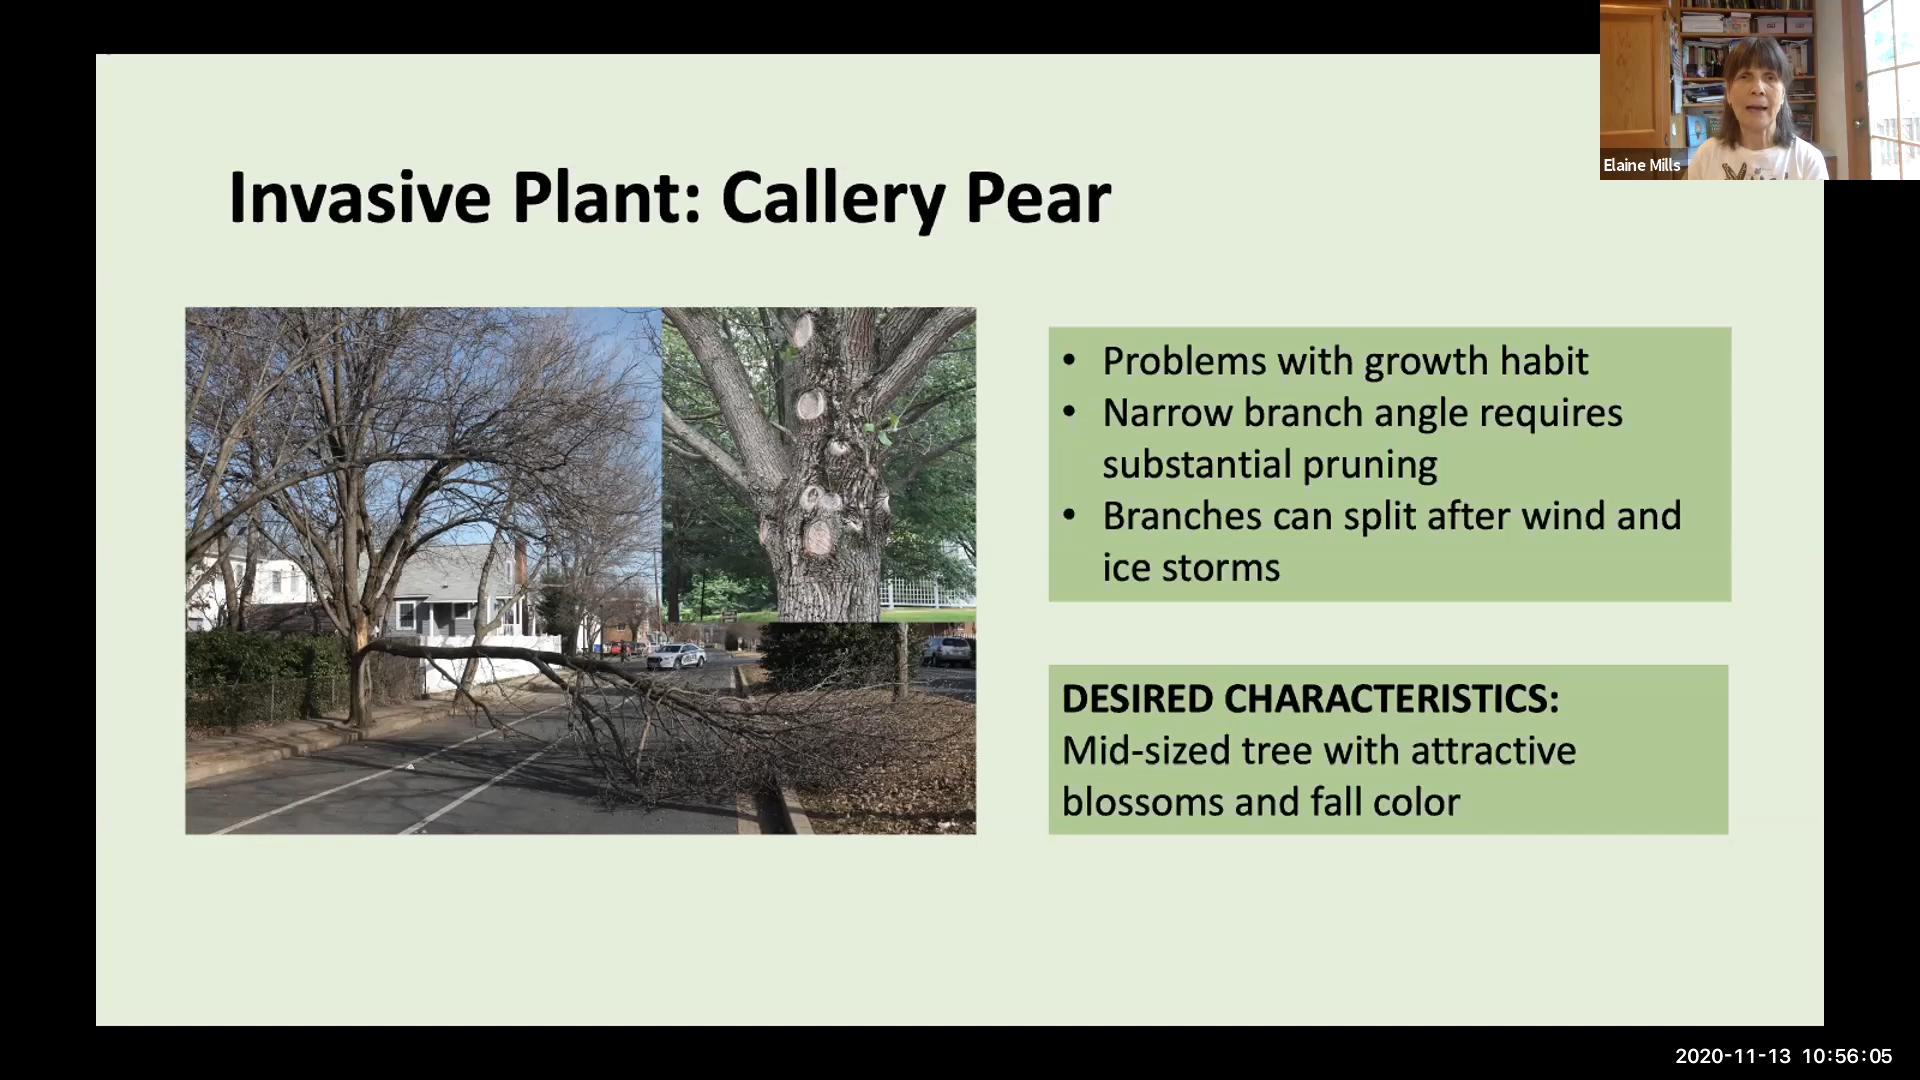 Elaine Mills
Invasive Plant: Callery Pear
• Problems with growth habit
• Narrow branch angle requires
substantial pruning
• Branches can split after wind and
ice storms
DESIRED CHARACTERISTICS:
Mid-sized tree with attractive
blossoms and fall color
2020-11-13 10:56:05